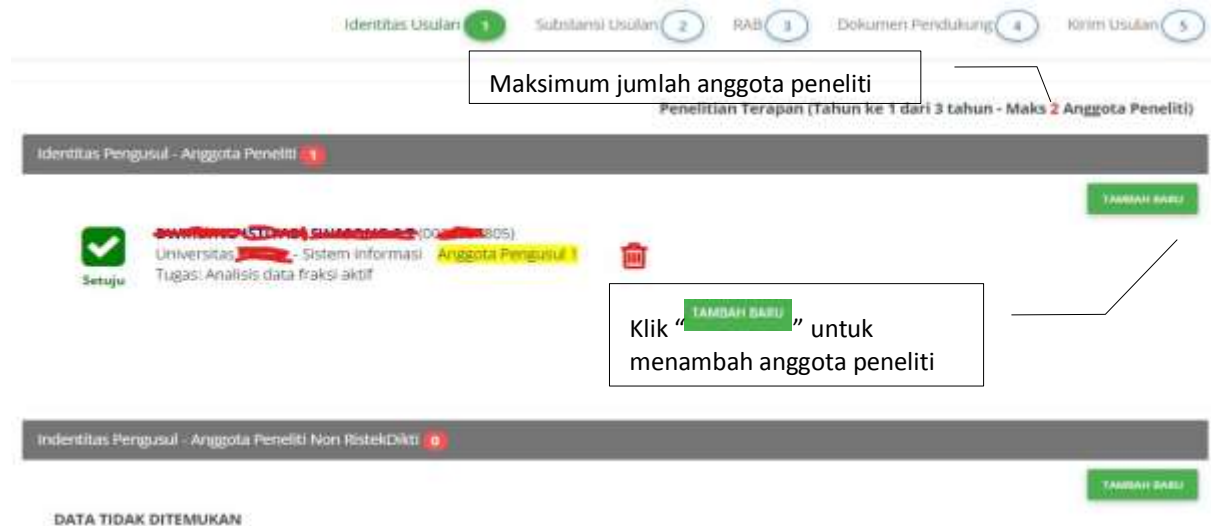 Identitas Usulan 1 Substansi Usulan 2 RAB 3 Dokumen Pendukung 4 Kirim Usulan 5
Maksimum jumlah anggota peneliti
Penelitian Terapan (Tahun ke 1 dari 3 tahun - Maks 2 Anggota Peneliti)
Identitas Pengusul - Anggota Peneliti 1
TAMBAH BARU
805)
Universitas - Sistem Informasi Anggota Pengusul 1
Setuju
Tugas: Analisis data fraksi aktif
Klik “TAMBAH BARU” untuk
menambah anggota peneliti
Indentitas Pengusul - Anggota Peneliti Non RistekDikti 0
TAMBAH BARU
DATA TIDAK DITEMUKAN